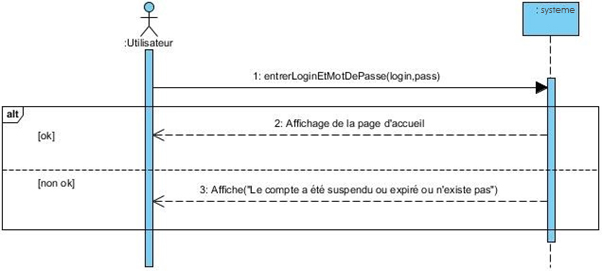 : systeme
:Utilisateur
1: entrerLoginEtMotDePasse(login,pass)
alt
[ok]
2: Affichage de la page d'accueil
[non ok]
3: Affiche("Le compte a été suspendu ou expiré ou n'existe pas")